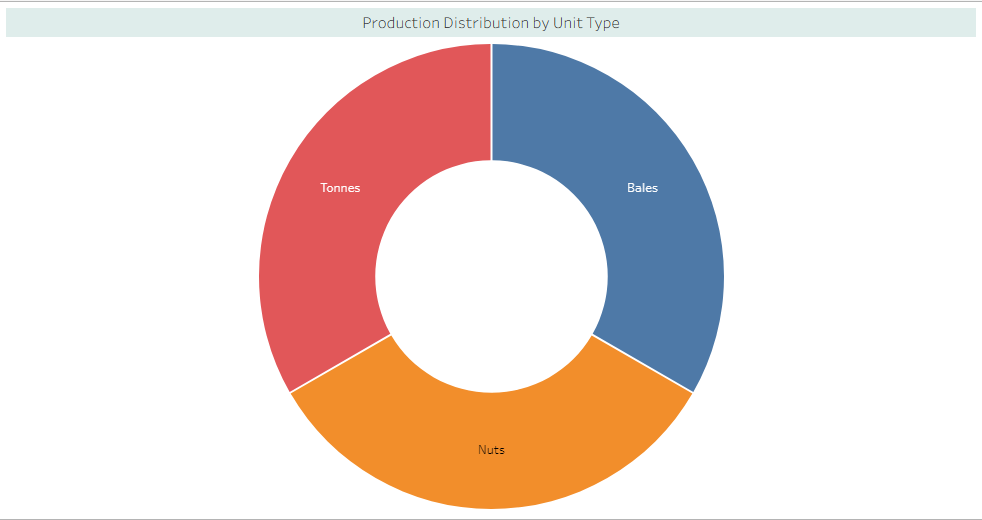 Production Distribution by Unit Type
Tonnes
Bales
Nuts